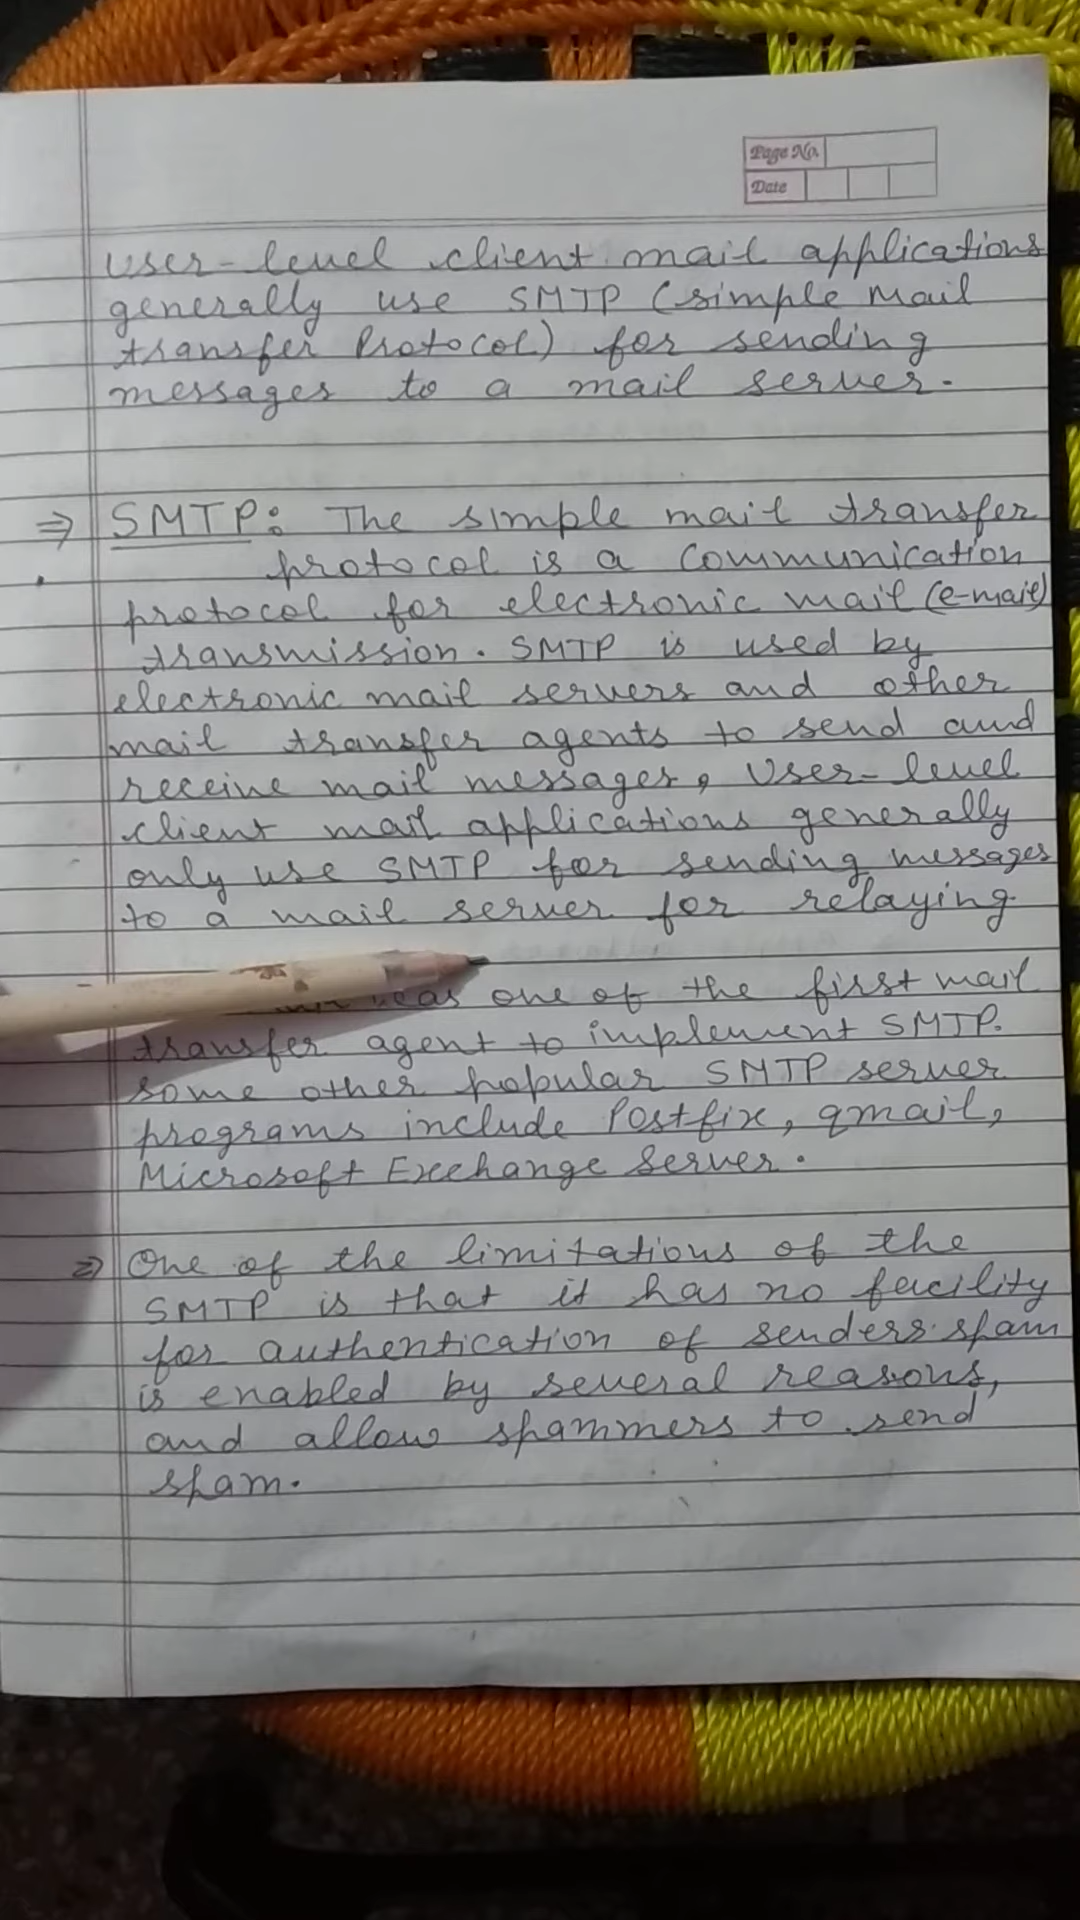 Page No.
Date
User-level client mail applications
generally use SMTP (simple Mail
transfer Protocol) for sending
messages to a mail server.
⇒ SMTP: The simple mail transfer
protocol is a communication
protocol for electronic mail (e-mail)
transmission. SMTP is used by
electronic mail servers and other
mail transfer agents to send and
receive mail messages, User-level
client mail applications generally
only use SMTP for sending messages
to a mail server for relaying
was one of the first mail
transfer agent to implement SMTP.
some other popular SMTP server
programs include Postfix, qmail,
Microsoft Exchange Server.
⇒ One of the limitations of the
SMTP is that it has no facility
for authentication of senders. spam
is enabled by several reasons,
and allow spammers to send
spam.